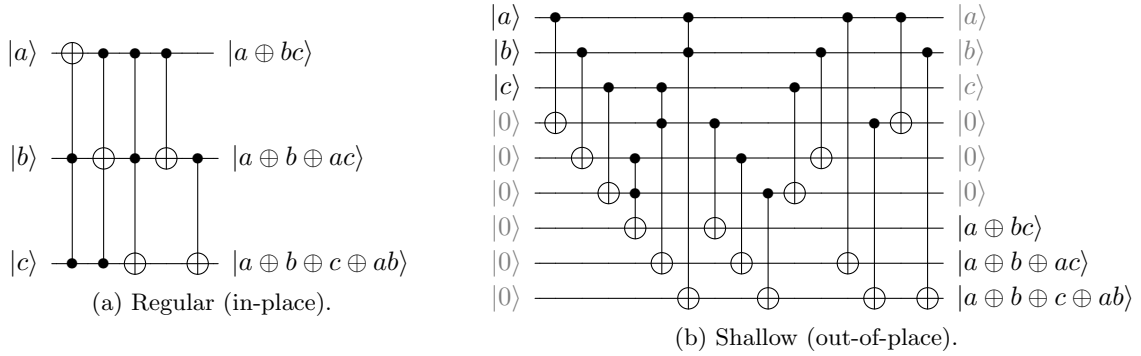 |a⟩ |a ⊕ bc⟩
|b⟩ |a ⊕ b ⊕ ac⟩
|c⟩ |a ⊕ b ⊕ c ⊕ ab⟩
(a) Regular (in-place).
|a⟩ |a⟩
|b⟩ |b⟩
|c⟩ |c⟩
|0⟩ |0⟩
|0⟩ |0⟩
|0⟩ |0⟩
|0⟩ |a ⊕ bc⟩
|0⟩ |a ⊕ b ⊕ ac⟩
|0⟩ |a ⊕ b ⊕ c ⊕ ab⟩
(b) Shallow (out-of-place).